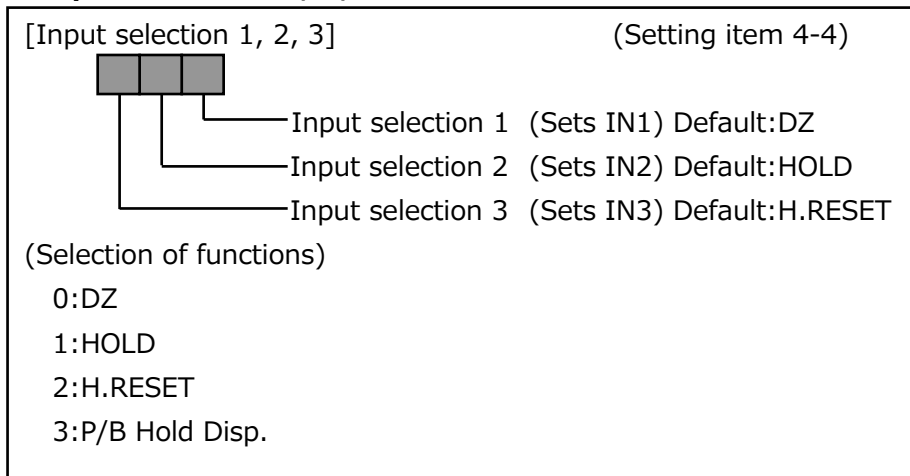 [Input selection 1, 2, 3] (Setting item 4-4)
Input selection 1 (Sets IN1) Default:DZ
Input selection 2 (Sets IN2) Default:HOLD
Input selection 3 (Sets IN3) Default:H.RESET
(Selection of functions)
0:DZ
1:HOLD
2:H.RESET
3:P/B Hold Disp.